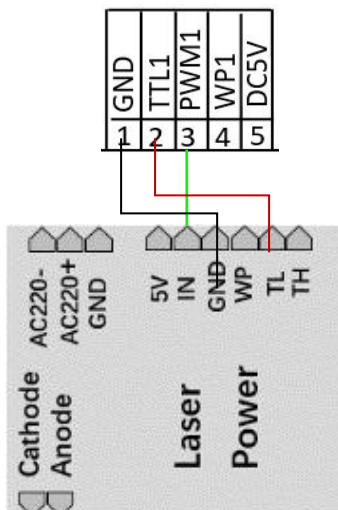 GND
TTL1
PWM1
WP1
DC5V
1 2 3 4 5
AC220-
AC220+
GND
5V
IN
GND
WP
TL
TH
Cathode
Anode
Laser
Power